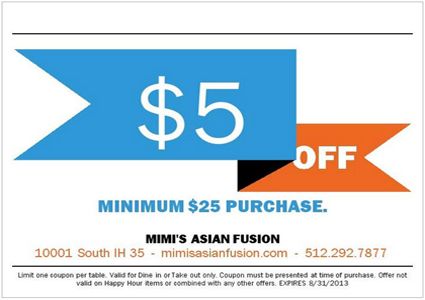 $5
OFF
MINIMUM $25 PURCHASE.
MIMI'S ASIAN FUSION
10001 South IH 35 - mimisasianfusion.com - 512.292.7877
Limit one coupon per table. Valid for Dine in or Take out only. Coupon must be presented at time of purchase. Offer not
valid on Happy Hour items or combined with any other offers. EXPIRES 8/31/2013